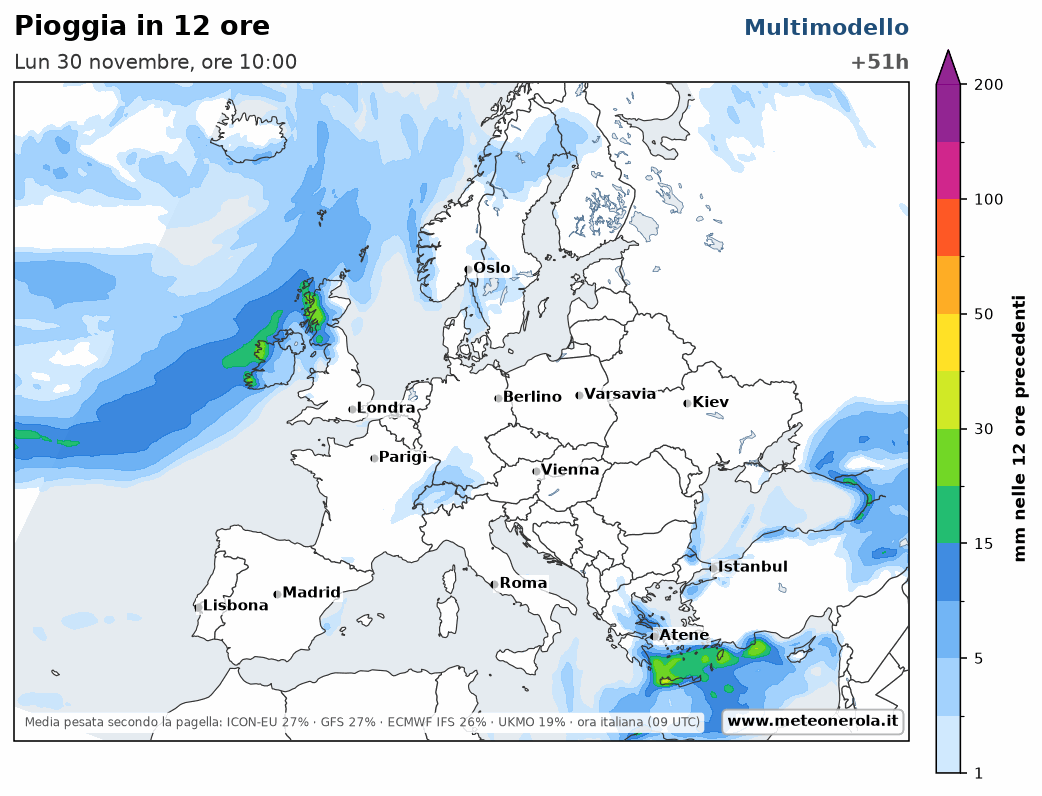 Pioggia in 12 ore
Multimodello
Lun 30 novembre, ore 10:00
+51h
200
100
50
30
15
5
1
mm nelle 12 ore precedenti
Oslo
Berlino
Varsavia
Kiev
Londra
Parigi
Vienna
Istanbul
Roma
Madrid
Lisbona
Atene
Media pesata secondo la pagella: ICON-EU 27% · GFS 27% · ECMWF IFS 26% · UKMO 19% · ora italiana (09 UTC)
www.meteonerola.it